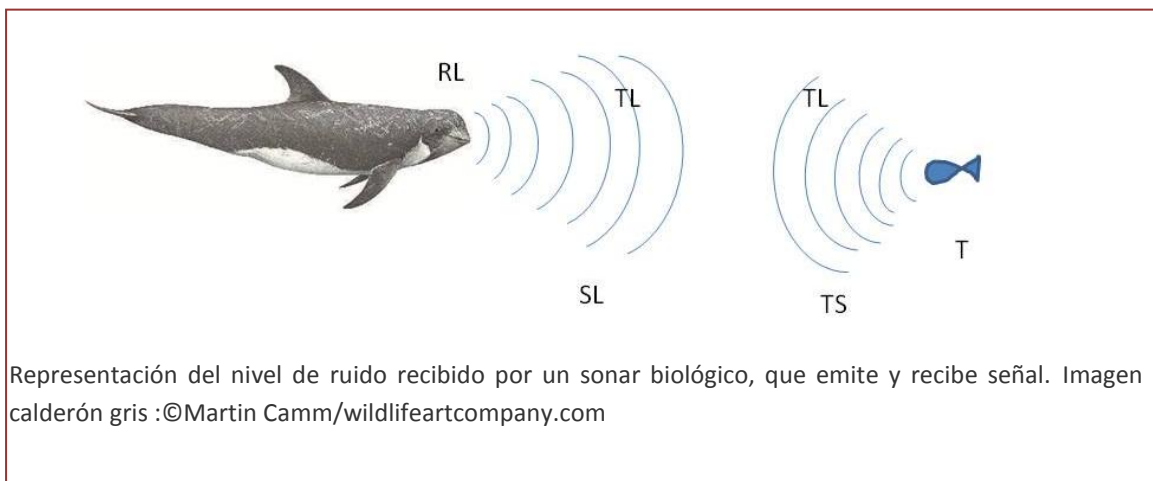 RL
TL
TL
T
SL
TS
Representación del nivel de ruido recibido por un sonar biológico, que emite y recibe señal. Imagen
calderón gris :©Martin Camm/wildlifeartcompany.com